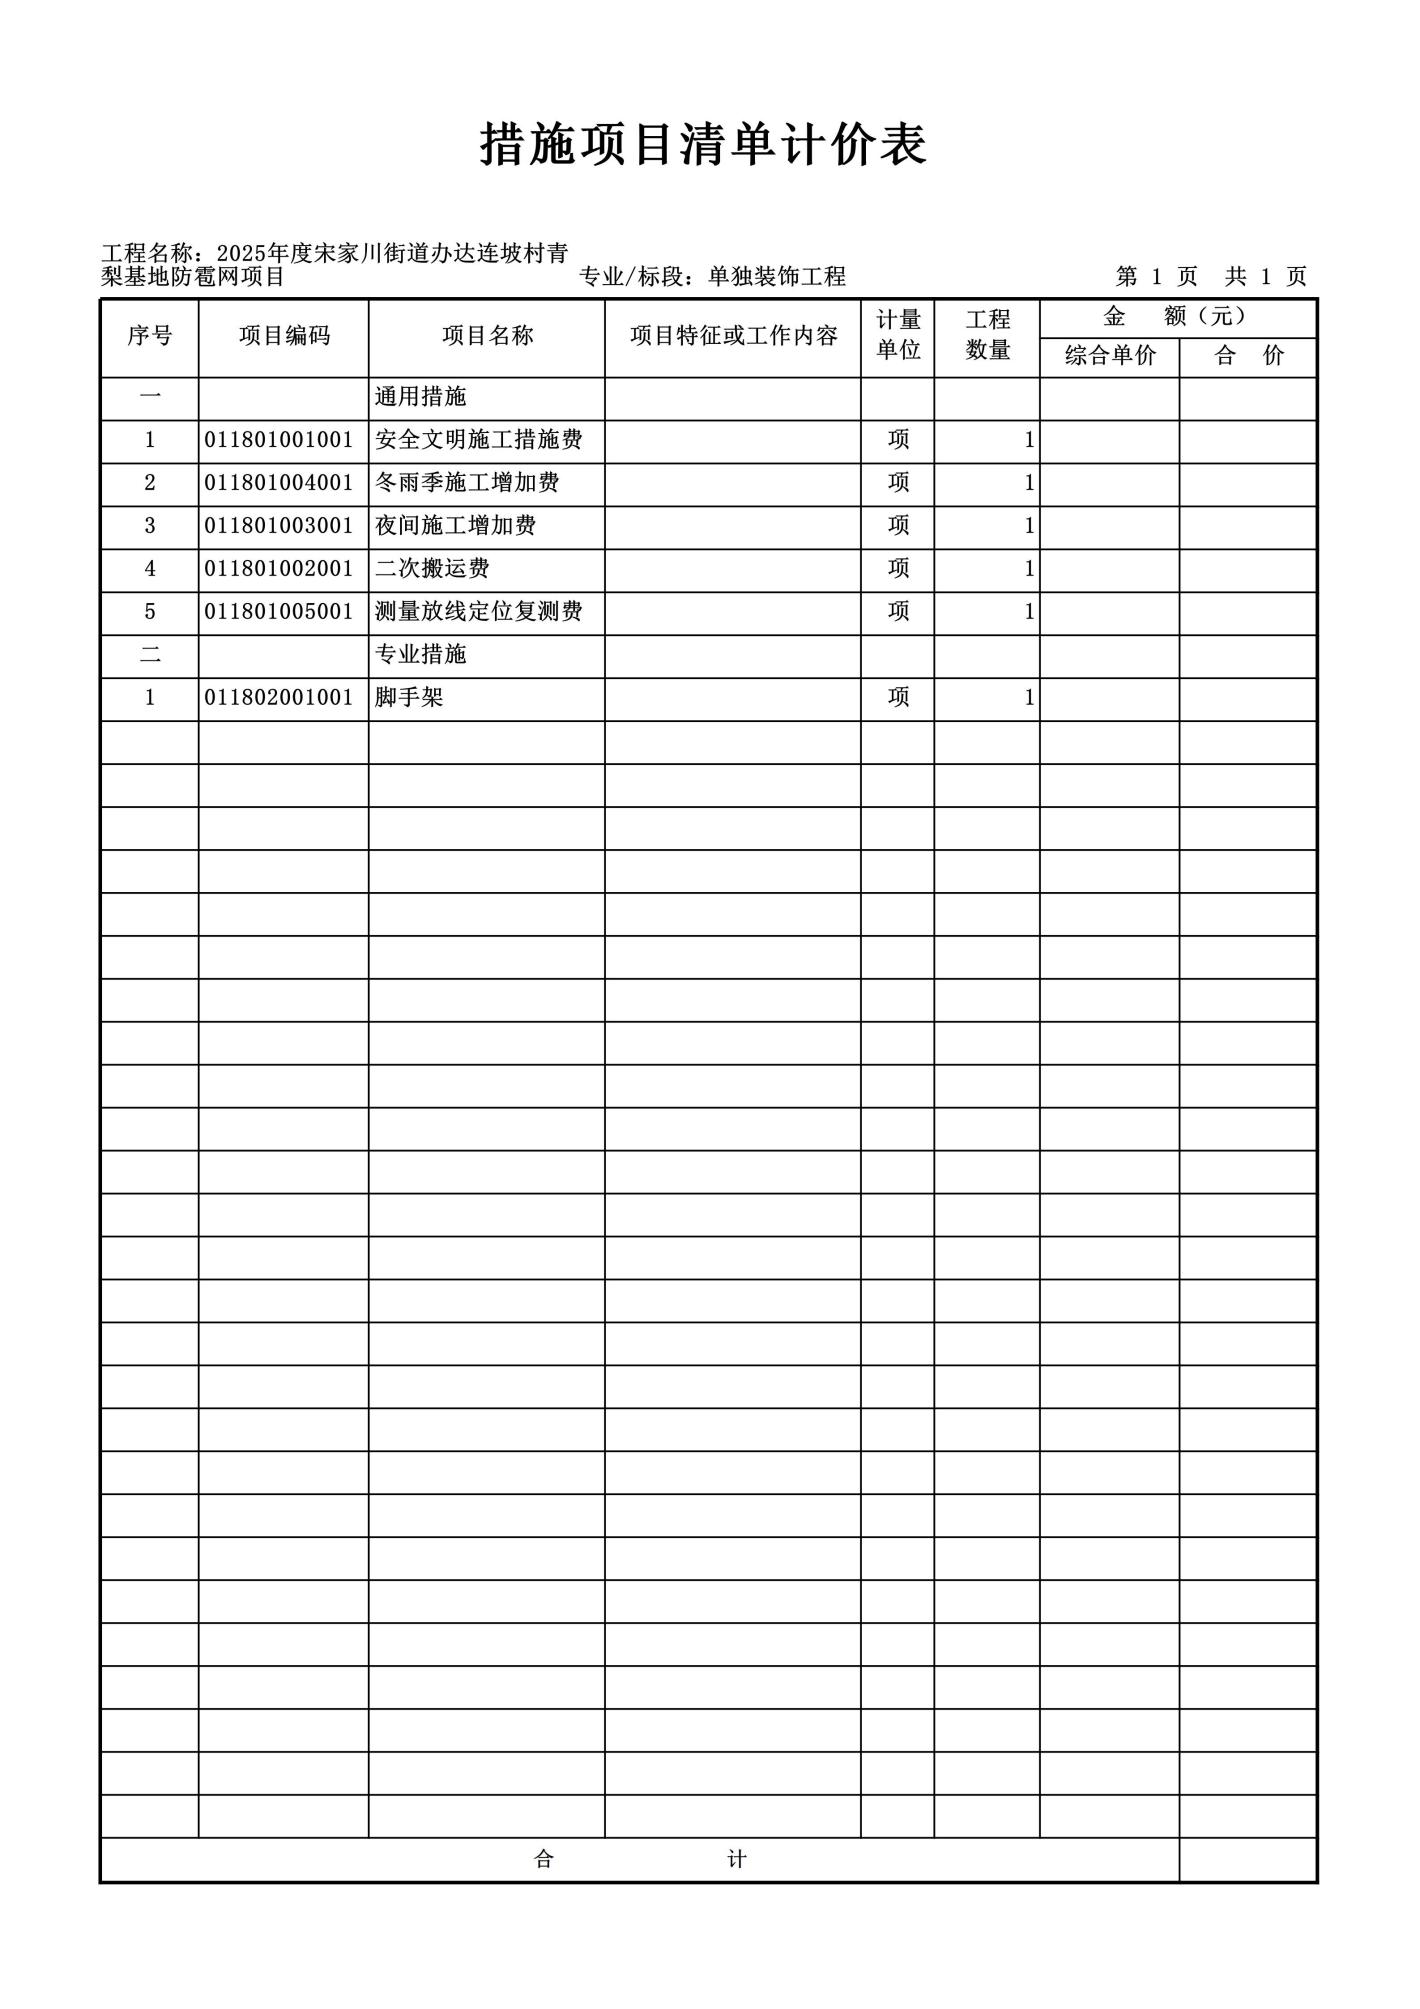 措施项目清单计价表
工程名称：2025年度宋家川街道办达连坡村青
梨基地防雹网项目 专业/标段：单独装饰工程 第 1 页 共 1 页
序号 项目编码 项目名称 项目特征或工作内容 计量单位 工程数量 金 额（元）
综合单价 合 价
一 通用措施
1 011801001001 安全文明施工措施费 项 1
2 011801004001 冬雨季施工增加费 项 1
3 011801003001 夜间施工增加费 项 1
4 011801002001 二次搬运费 项 1
5 011801005001 测量放线定位复测费 项 1
二 专业措施
1 011802001001 脚手架 项 1
合 计